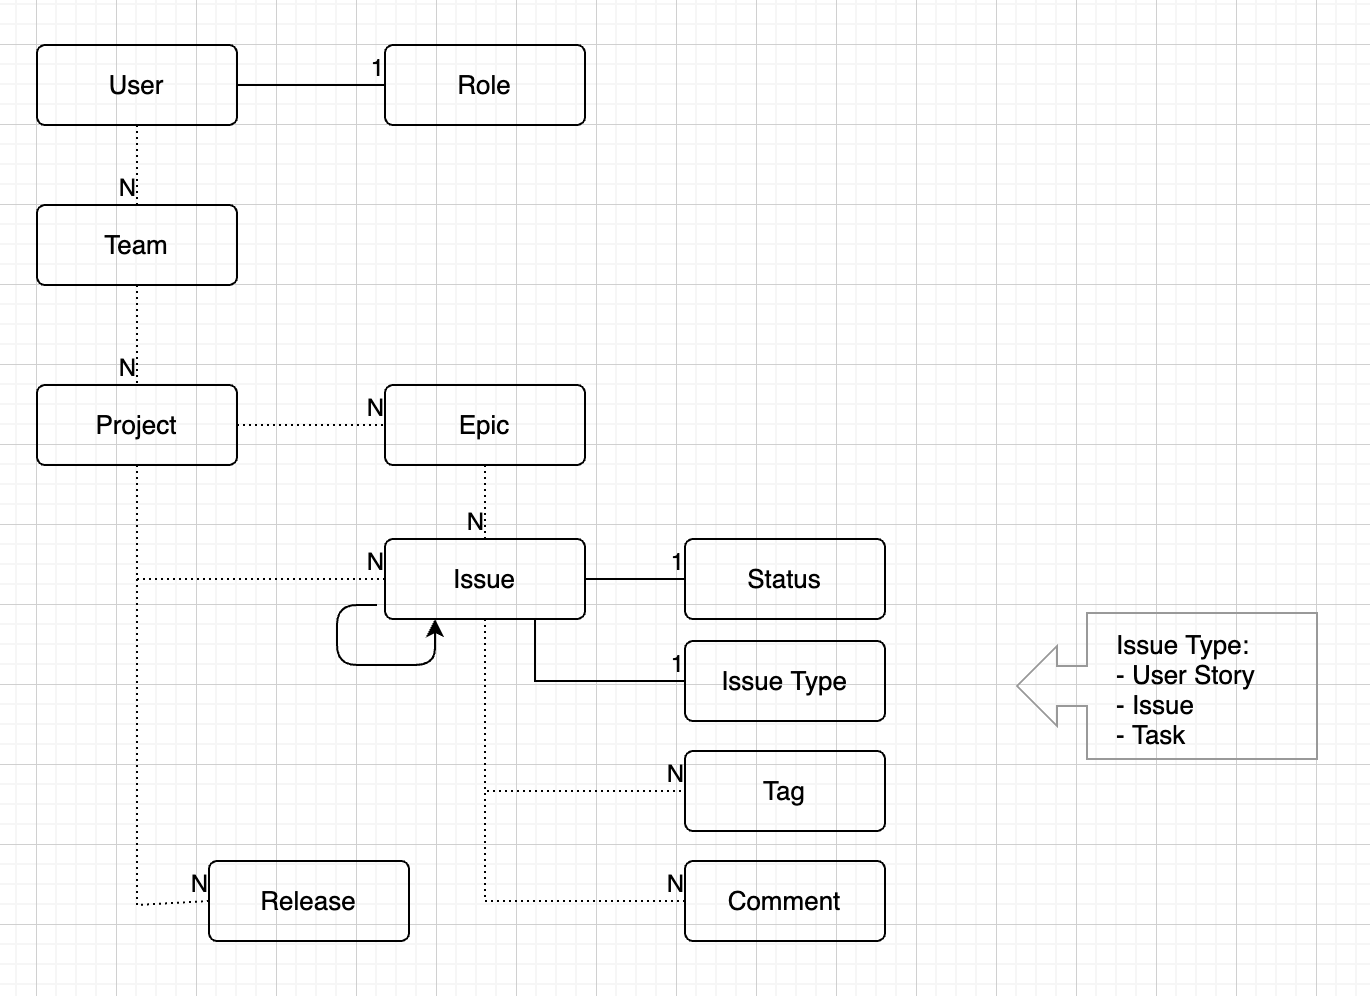 User
1
Role
N
Team
N
Project
N
Epic
N
N
Issue
1
Status
1
Issue Type
Issue Type:
- User Story
- Issue
- Task
N
Tag
N
Release
N
Comment